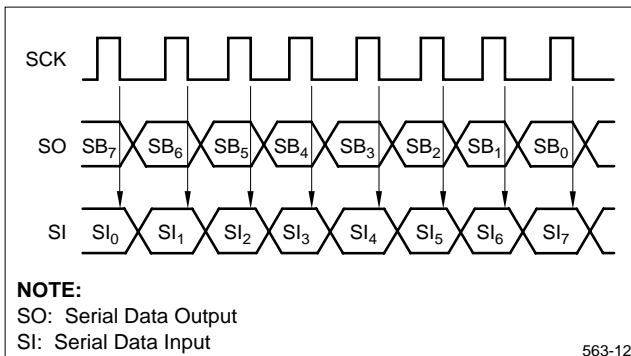 SCK
SO SB7 SB6 SB5 SB4 SB3 SB2 SB1 SB0
SI SI0 SI1 SI2 SI3 SI4 SI5 SI6 SI7
NOTE:
SO: Serial Data Output
SI: Serial Data Input
563-12